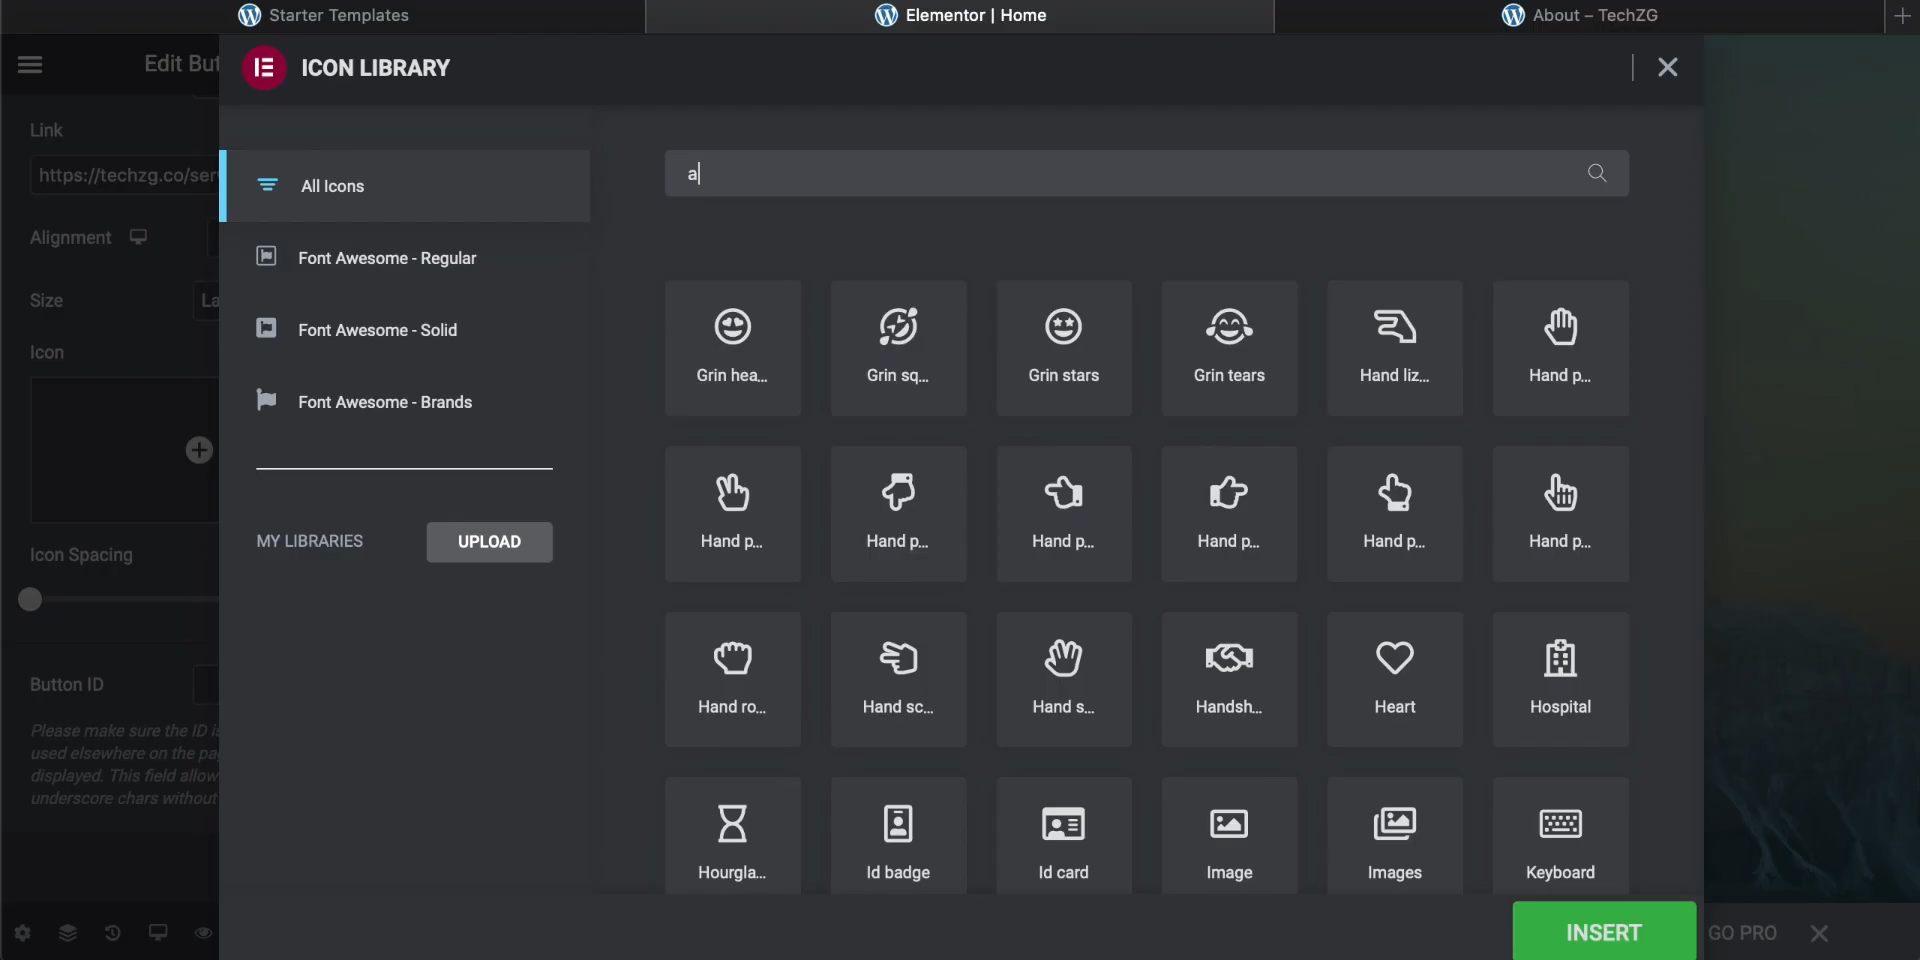 Starter Templates
Elementor | Home
About – TechZG
Edit But
ICON LIBRARY
Link
https://techzg.co/ser
Alignment
Size
La
Icon
Icon Spacing
Button ID
Please make sure the ID is
used elsewhere on the pa
displayed. This field allow
underscore chars without
All Icons
Font Awesome - Regular
Font Awesome - Solid
Font Awesome - Brands
MY LIBRARIES
UPLOAD
a
Grin hea...
Grin sq...
Grin stars
Grin tears
Hand liz...
Hand p...
Hand p...
Hand p...
Hand p...
Hand p...
Hand p...
Hand p...
Hand ro...
Hand sc...
Hand s...
Handsh...
Heart
Hospital
Hourgla...
Id badge
Id card
Image
Images
Keyboard
INSERT
GO PRO